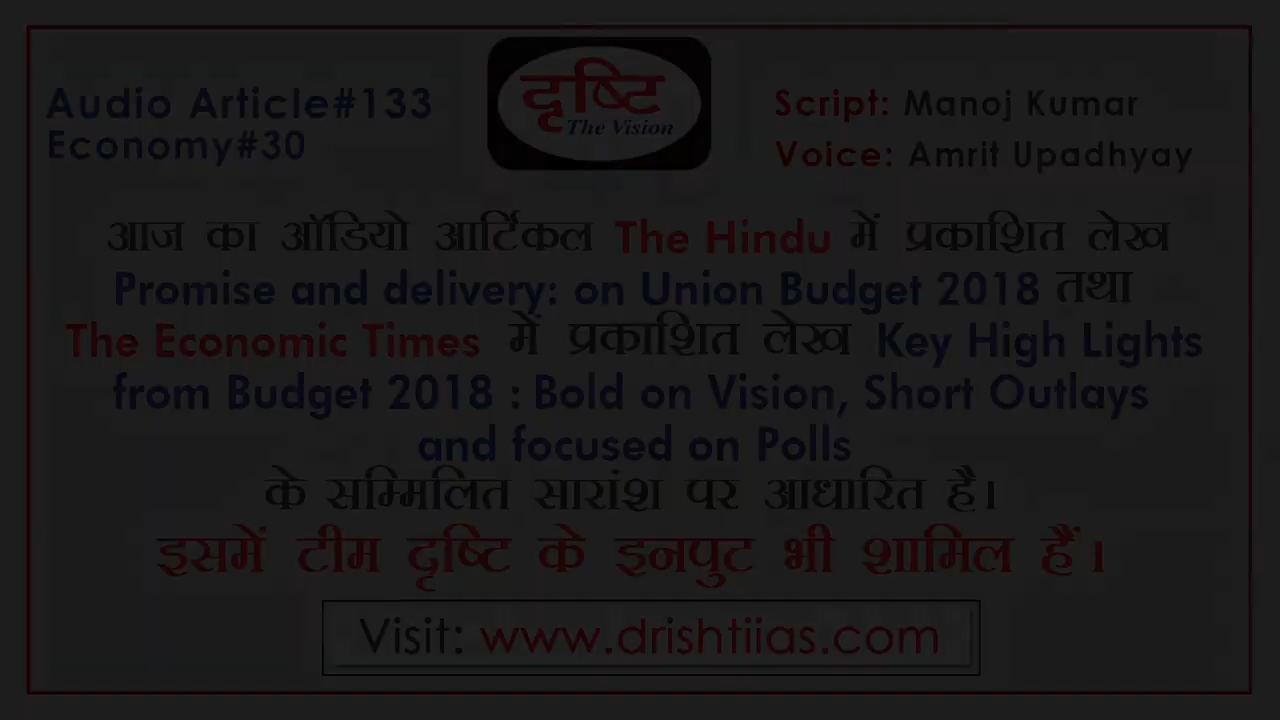 Audio Article#133
Economy#30
दृष्टि
The Vision
Script: Manoj Kumar
Voice: Amrit Upadhyay
आज का ऑडियो आर्टिकल The Hindu में प्रकाशित लेख
Promise and delivery: on Union Budget 2018 तथा
The Economic Times में प्रकाशित लेख Key High Lights
from Budget 2018 : Bold on Vision, Short Outlays
and focused on Polls
के सम्मिलित सारांश पर आधारित है।
इसमें टीम दृष्टि के इनपुट भी शामिल हैं।
Visit: www.drishtiias.com